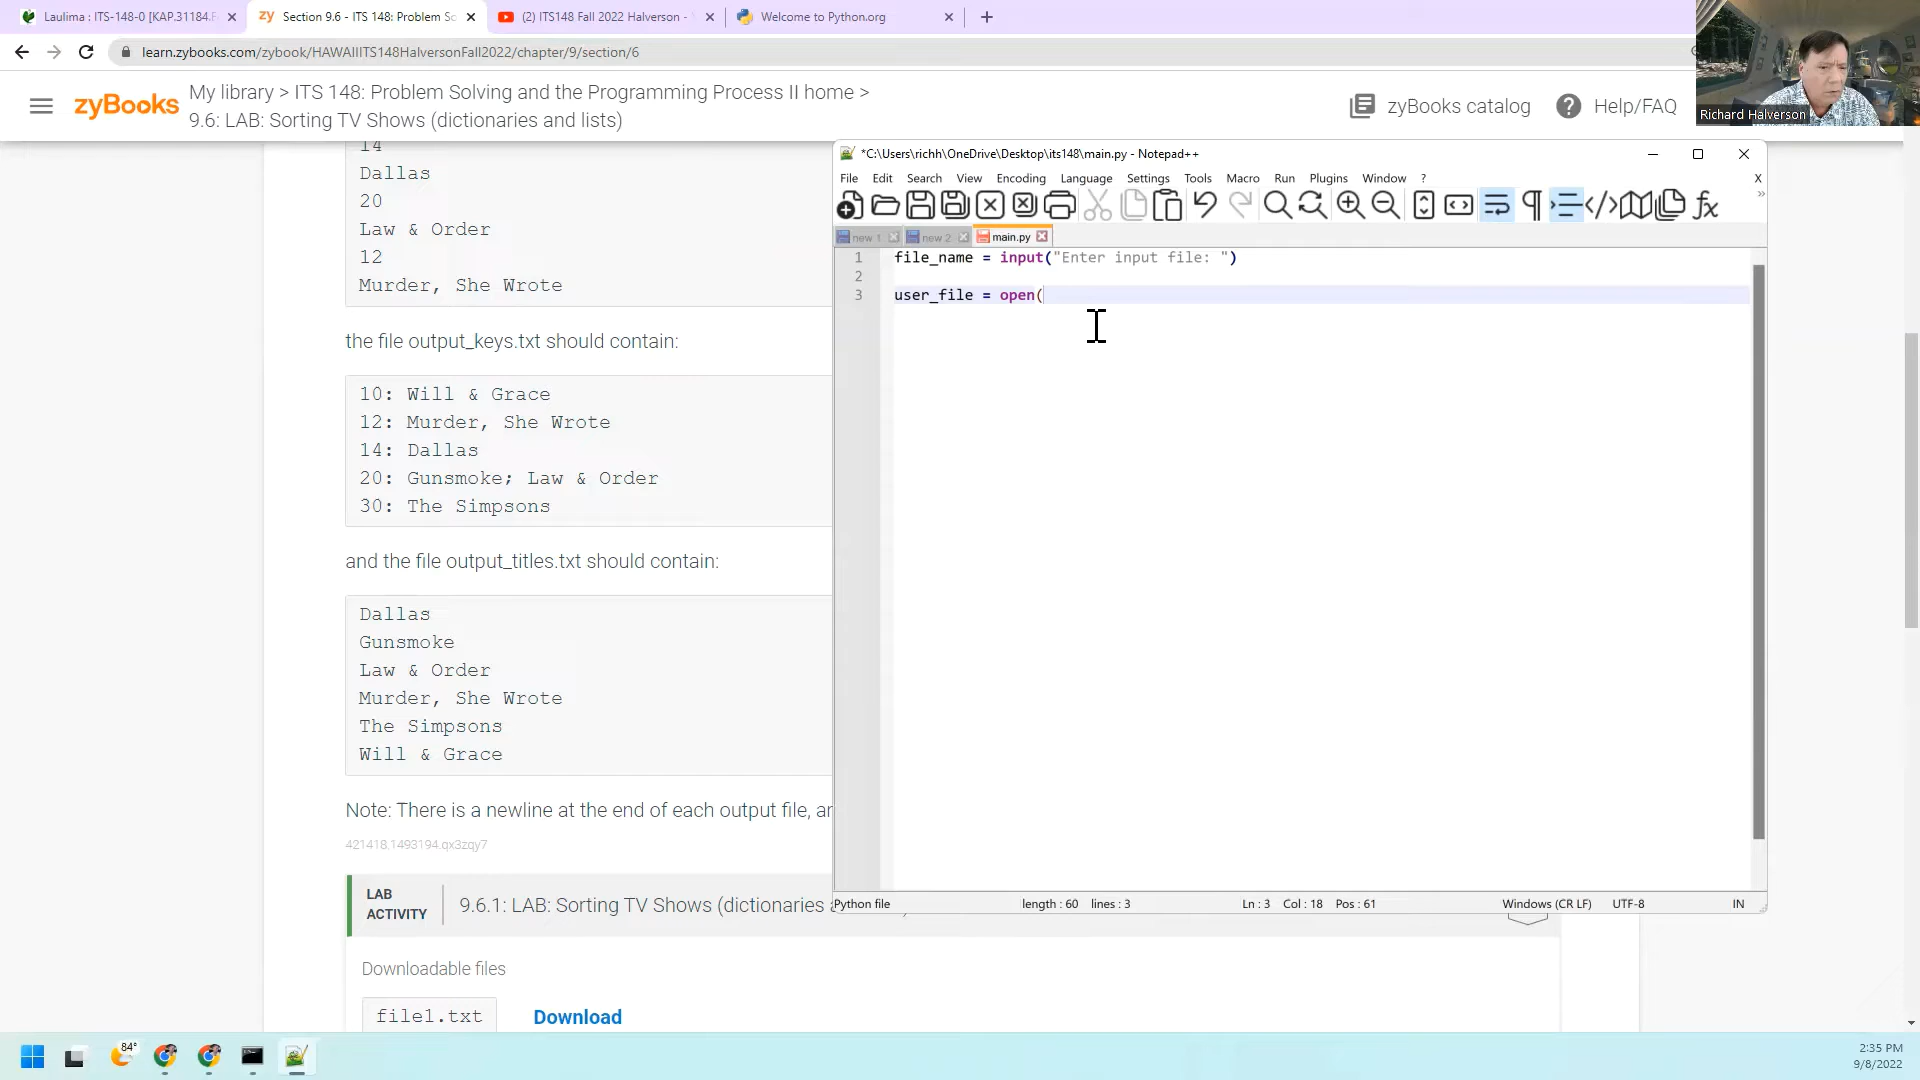 Laulima : ITS-148-0 [KAP.31184.F
Section 9.6 - ITS 148: Problem So
(2) ITS148 Fall 2022 Halverson -
Welcome to Python.org
learn.zybooks.com/zybook/HAWAIIITS148HalversonFall2022/chapter/9/section/6
zyBooks
My library > ITS 148: Problem Solving and the Programming Process II home >
9.6: LAB: Sorting TV Shows (dictionaries and lists)
zyBooks catalog
Help/FAQ
Richard Halverson
14
Dallas
20
Law & Order
12
Murder, She Wrote
the file output_keys.txt should contain:
10: Will & Grace
12: Murder, She Wrote
14: Dallas
20: Gunsmoke; Law & Order
30: The Simpsons
and the file output_titles.txt should contain:
Dallas
Gunsmoke
Law & Order
Murder, She Wrote
The Simpsons
Will & Grace
Note: There is a newline at the end of each output file, ar
421418.1493194.qx3zqy7
LAB
ACTIVITY
9.6.1: LAB: Sorting TV Shows (dictionaries
Downloadable files
file1.txt
Download
*C:\Users\richh\OneDrive\Desktop\its148\main.py - Notepad++
File Edit Search View Encoding Language Settings Tools Macro Run Plugins Window ?
X
new 1
new 2
main.py
1 file_name = input("Enter input file: ")
2
3 user_file = open(
Python file
length : 60 lines : 3
Ln : 3 Col : 18 Pos : 61
Windows (CR LF)
UTF-8
IN
84°
2:35 PM
9/8/2022